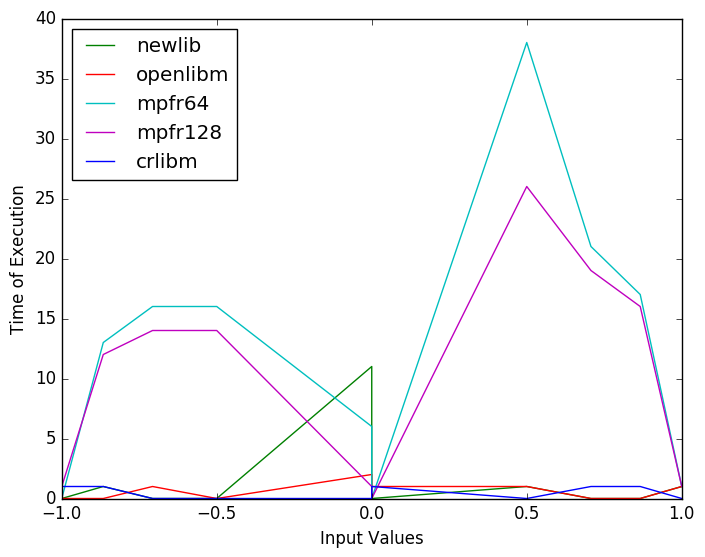 40
35
30
25
20
15
10
5
0
Time of Execution
newlib
openlibm
mpfr64
mpfr128
crlibm
−1.0 −0.5 0.0 0.5 1.0
Input Values